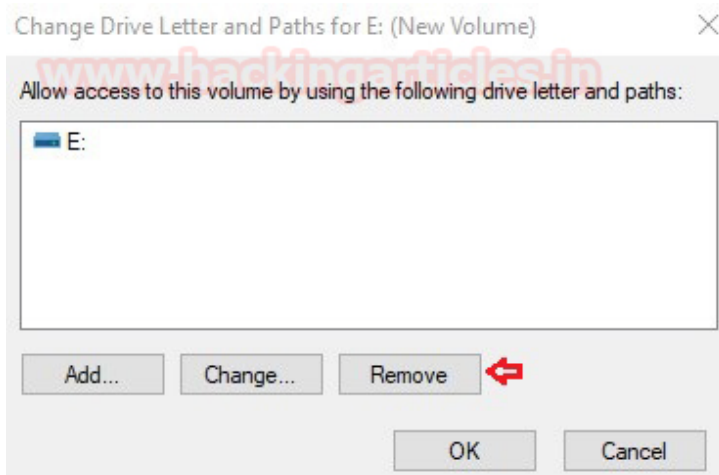 Change Drive Letter and Paths for E: (New Volume)
www.hackingarticles.in
Allow access to this volume by using the following drive letter and paths:
E:
Add... Change... Remove
OK Cancel